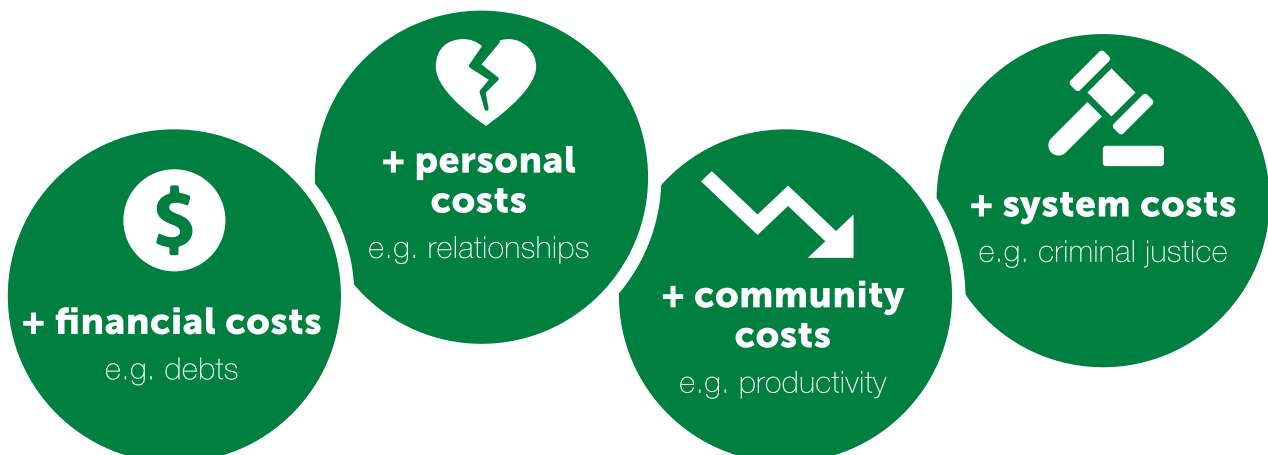 $
+ financial costs
e.g. debts
+ personal
costs
e.g. relationships
+ community
costs
e.g. productivity
+ system costs
e.g. criminal justice